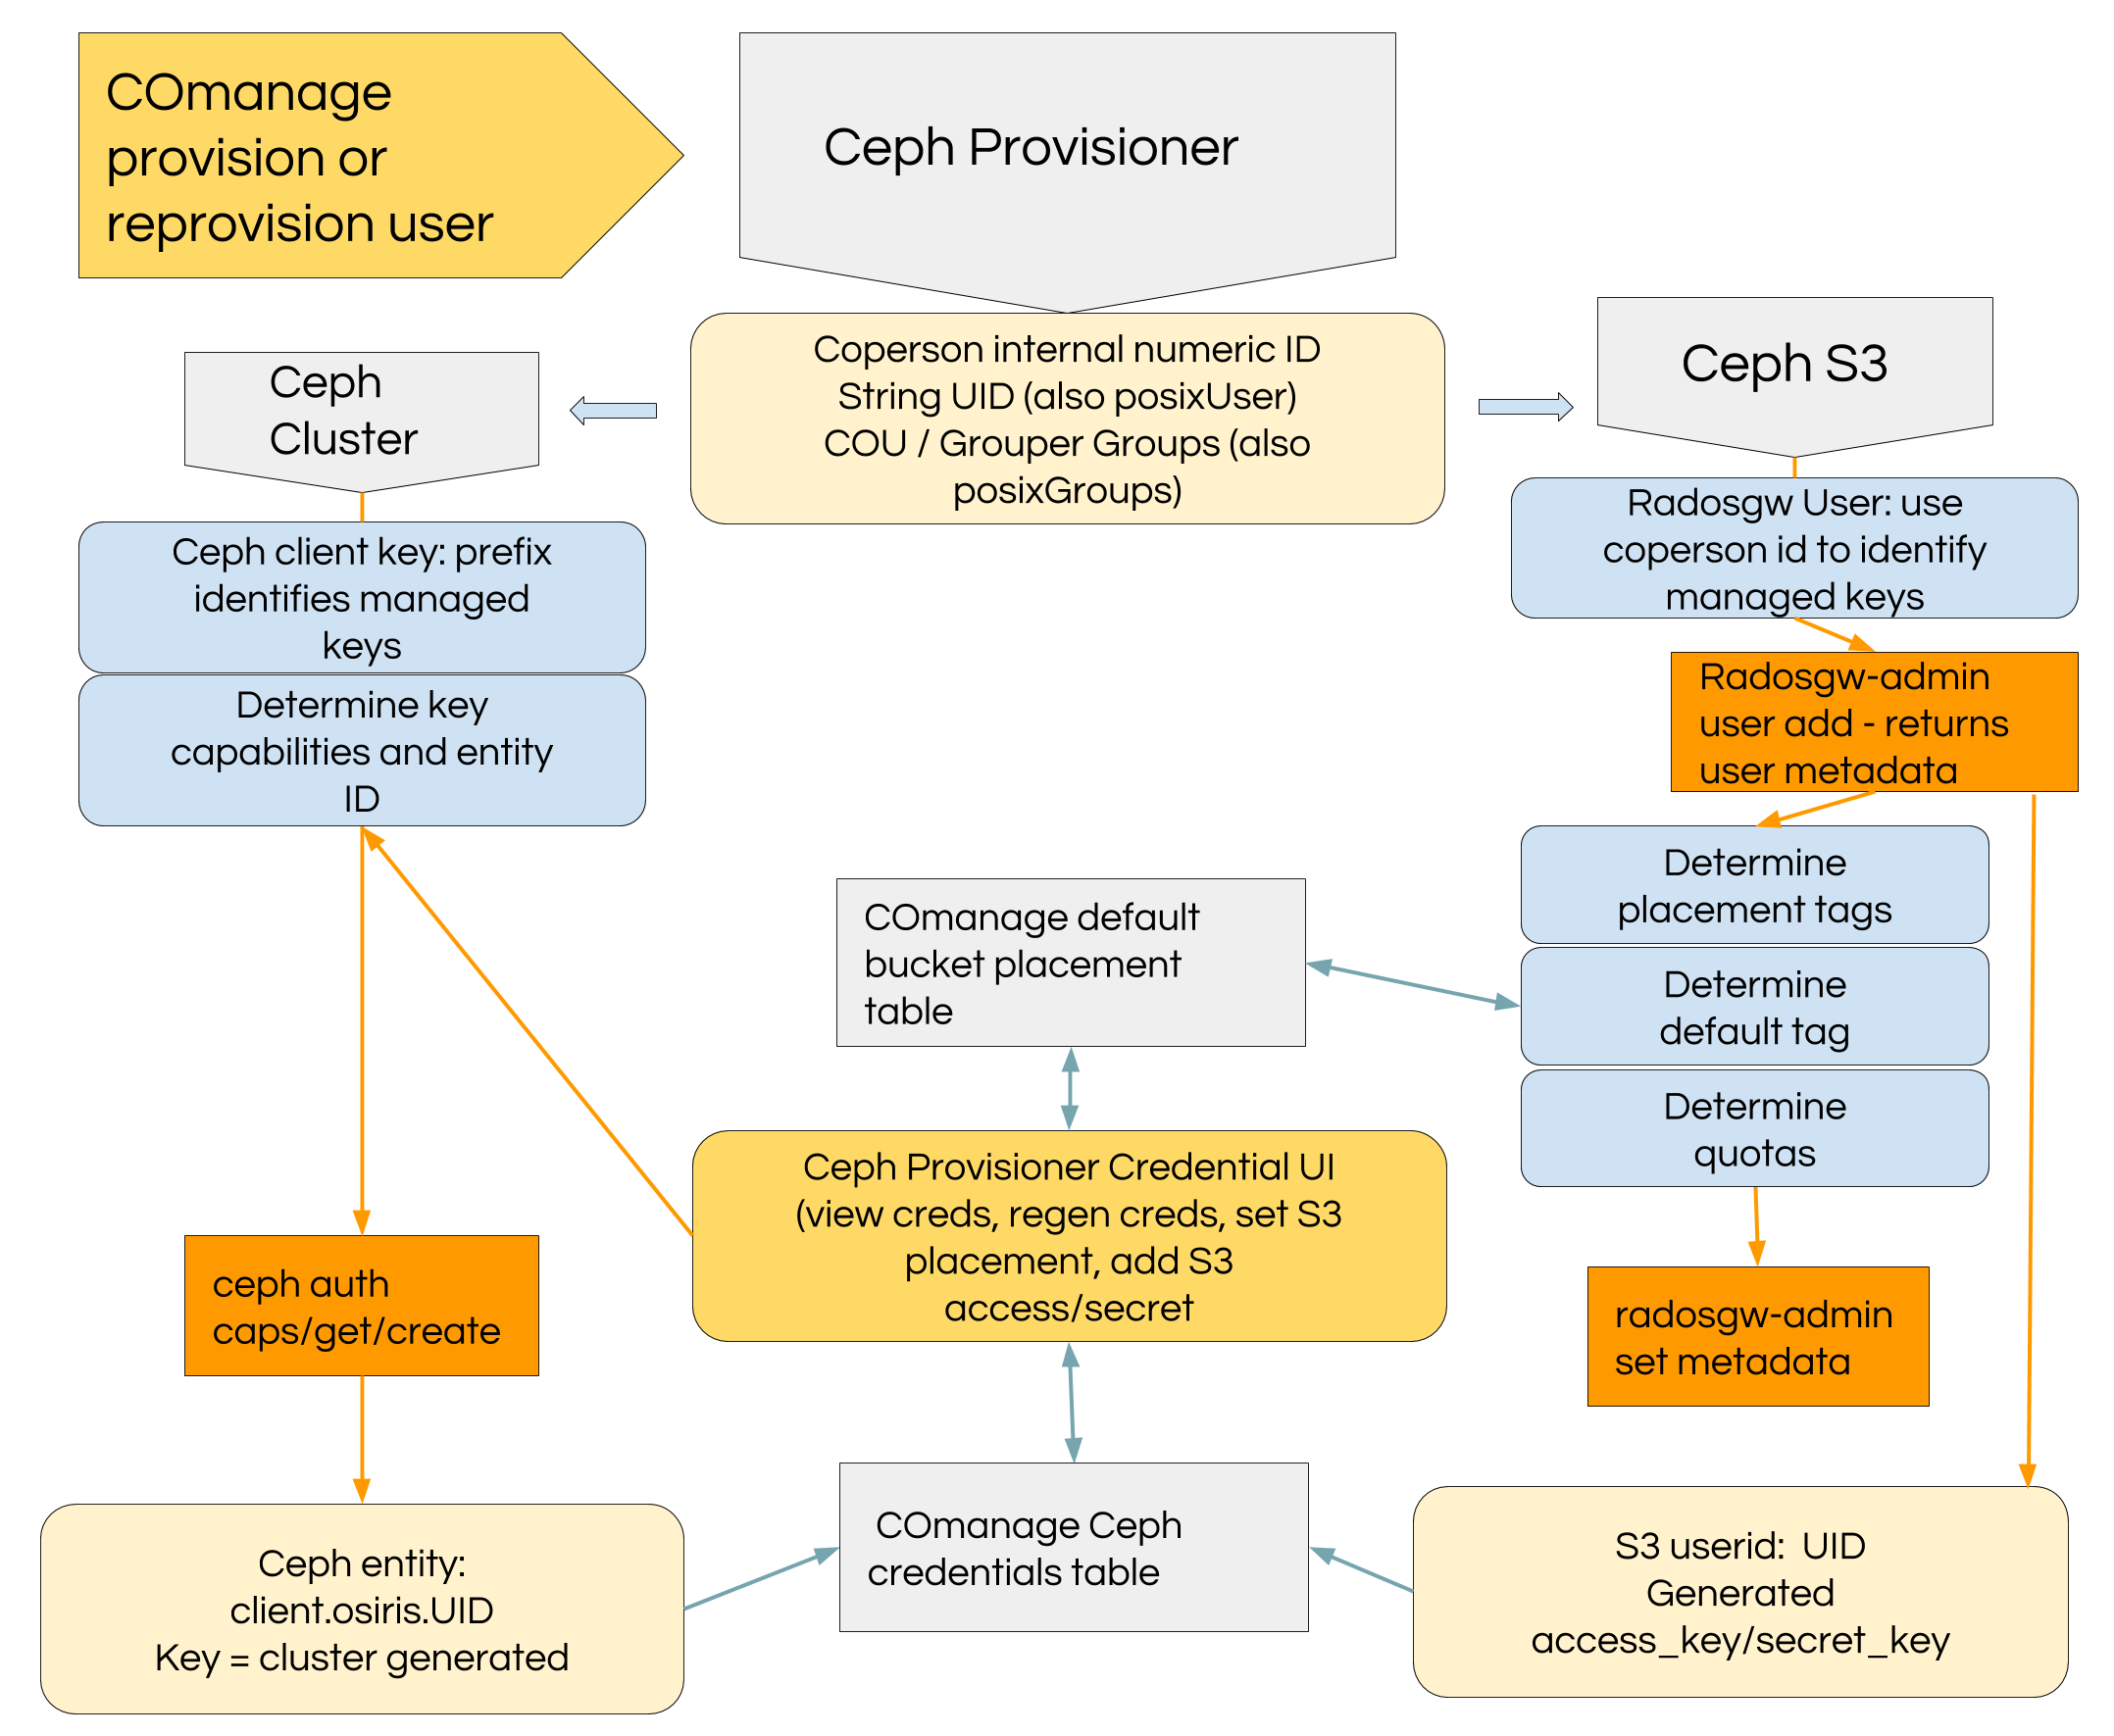 COmanage
provision or
reprovision user
Ceph Provisioner
Coperson internal numeric ID
String UID (also posixUser)
COU / Grouper Groups (also
posixGroups)
Ceph
Cluster
Ceph S3
Ceph client key: prefix
identifies managed
keys
Determine key
capabilities and entity
ID
Radosgw User: use
coperson id to identify
managed keys
Radosgw-admin
user add - returns
user metadata
Determine
placement tags
Determine
default tag
Determine
quotas
COmanage default
bucket placement
table
Ceph Provisioner Credential UI
(view creds, regen creds, set S3
placement, add S3
access/secret
ceph auth
caps/get/create
radosgw-admin
set metadata
Ceph entity:
client.osiris.UID
Key = cluster generated
COmanage Ceph
credentials table
S3 userid:  UID
Generated
access_key/secret_key